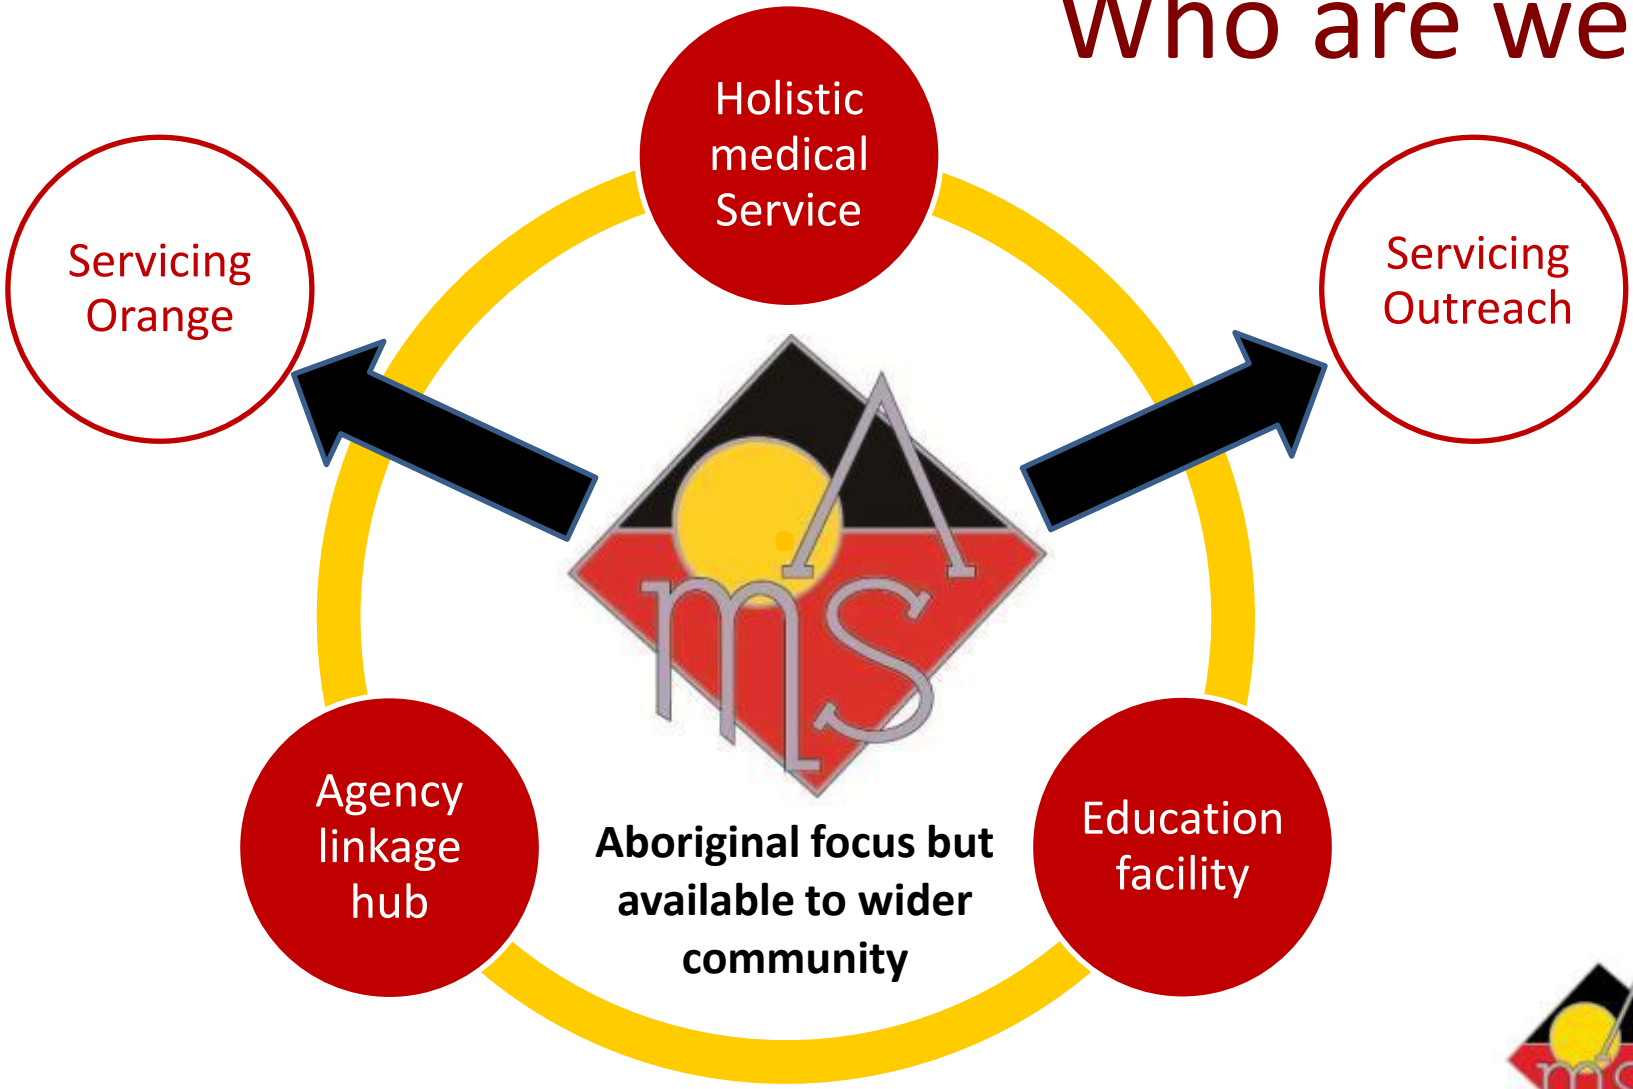 Who are we
Holistic
medical
Service
Servicing
Orange
Servicing
Outreach
A
ms
Agency
linkage
hub
Aboriginal focus but
available to wider
community
Education
facility
ms